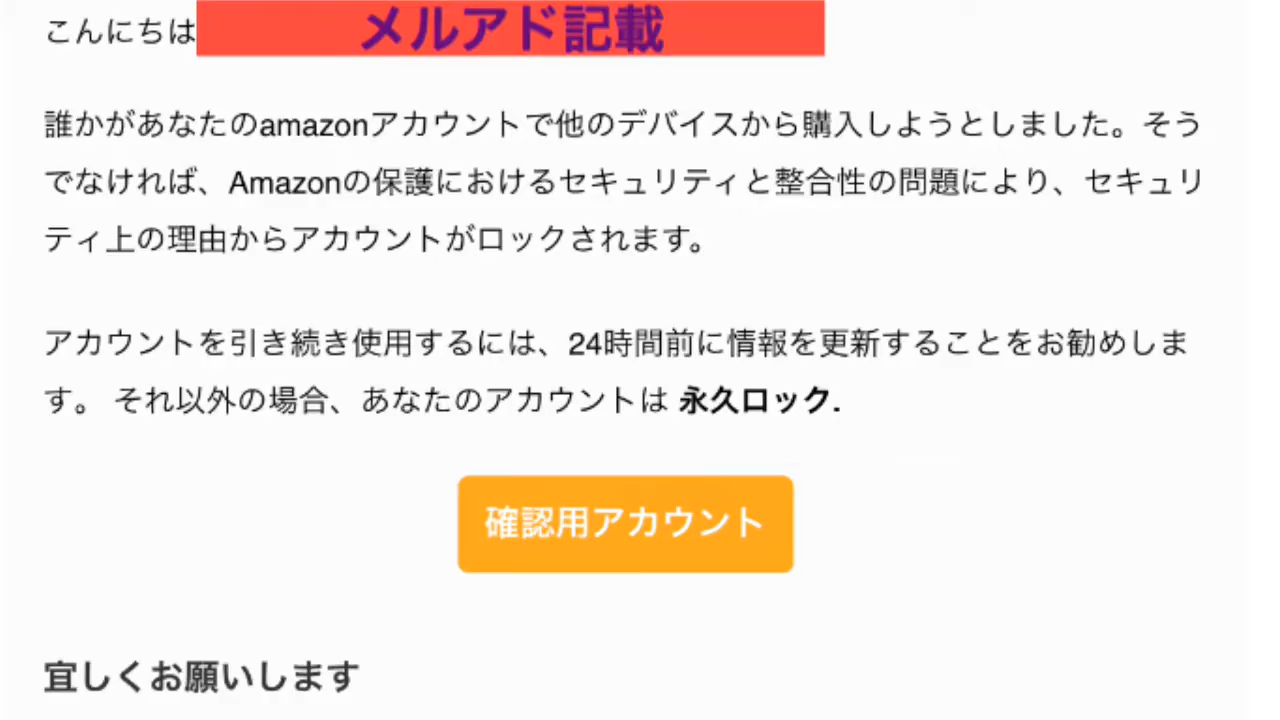 こんにちはメルアド記載
誰かがあなたのamazonアカウントで他のデバイスから購入しようとしました。そう
でなければ、Amazonの保護におけるセキュリティと整合性の問題により、セキュリ
ティ上の理由からアカウントがロックされます。
アカウントを引き続き使用するには、24時間前に情報を更新することをお勧めしま
す。 それ以外の場合、あなたのアカウントは 永久ロック.
確認用アカウント
宜しくお願いします